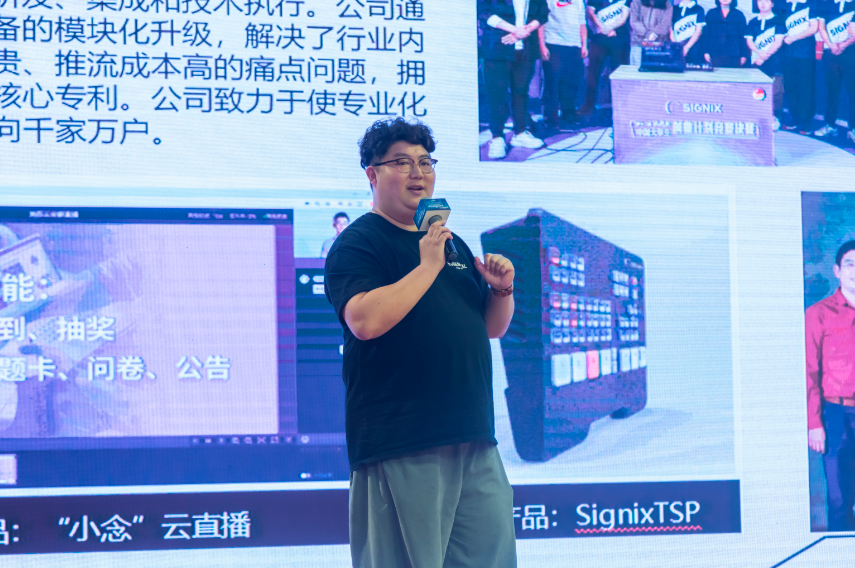 研发、集成和技术执行。公司通
备的模块化升级，解决了行业内
贵、推流成本高的痛点问题，拥
核心专利。公司致力于使专业化
向千家万户。
SIGNIX
能：
到、抽奖
题卡、问卷、公告
品：“小念”云直播
产品：SignixTSP